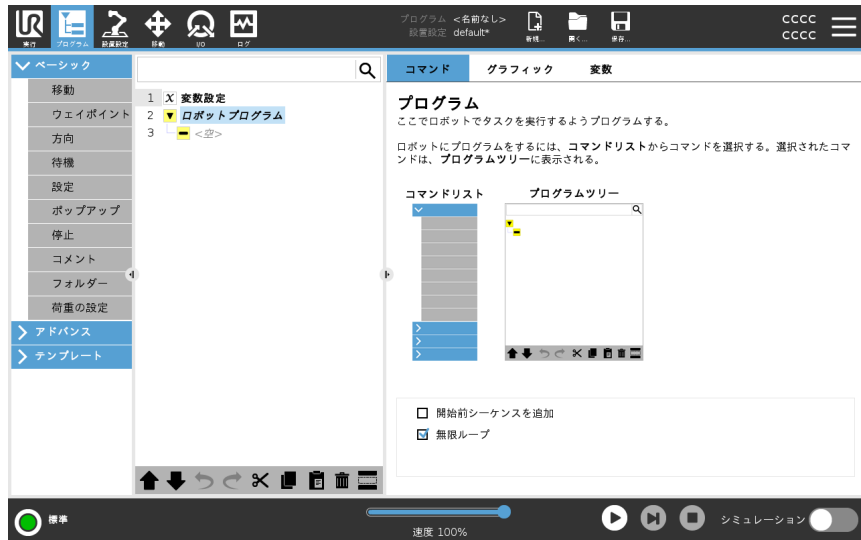 UR
実行
プログラム
設置設定
移動
I/O
ログ
プログラム <名前なし>
設置設定 default*
新規...
開く...
保存...
CCCC
CCCC
ベーシック
移動
ウェイポイント
方向
待機
設定
ポップアップ
停止
コメント
フォルダー
荷重の設定
アドバンス
テンプレート
1 X 変数設定
2 ロボットプログラム
3 <空>
コマンド グラフィック 変数
プログラム
ここでロボットでタスクを実行するようプログラムする。
ロボットにプログラムをするには、コマンドリストからコマンドを選択する。選択されたコマ
ンドは、プログラムツリーに表示される。
コマンドリスト プログラムツリー
開始前シーケンスを追加
無限ループ
標準
速度 100%
シミュレーション